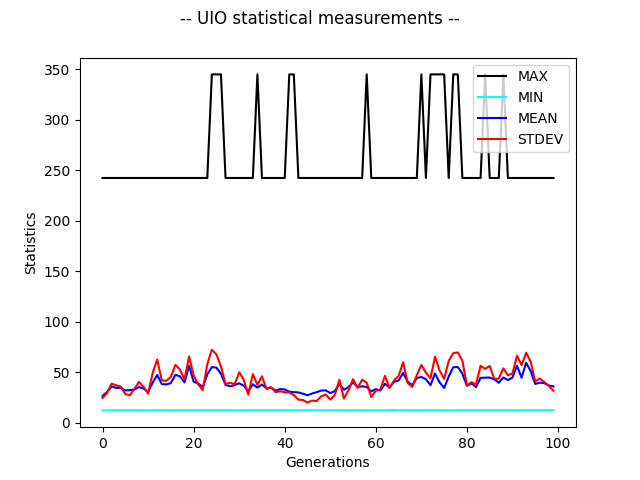 -- UIO statistical measurements --
350
300
250
200
150
100
50
0
Statistics
MAX
MIN
MEAN
STDEV
0 20 40 60 80 100
Generations